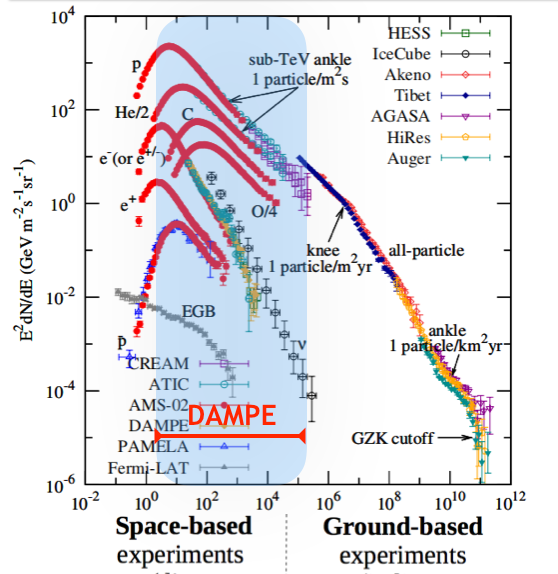 10^4
10^2
10^0
10^-2
10^-4
10^-6
E^2dN/dE (GeV m^-2 s^-1 sr^-1)
p
He/2
C
e^-(or e^+/-)
e^+
O/4
p̄
EGB
ν
sub-TeV ankle
1 particle/m^2s
HESS
IceCube
Akeno
Tibet
AGASA
HiRes
Auger
knee
1 particle/m^2yr
all-particle
ankle
1 particle/km^2yr
GZK cutoff
CREAM
ATIC
AMS-02
DAMPE
PAMELA
Fermi-LAT
DAMPE
10^-2 10^0 10^2 10^4 10^6 10^8 10^10 10^12
Space-based Ground-based
experiments experiments